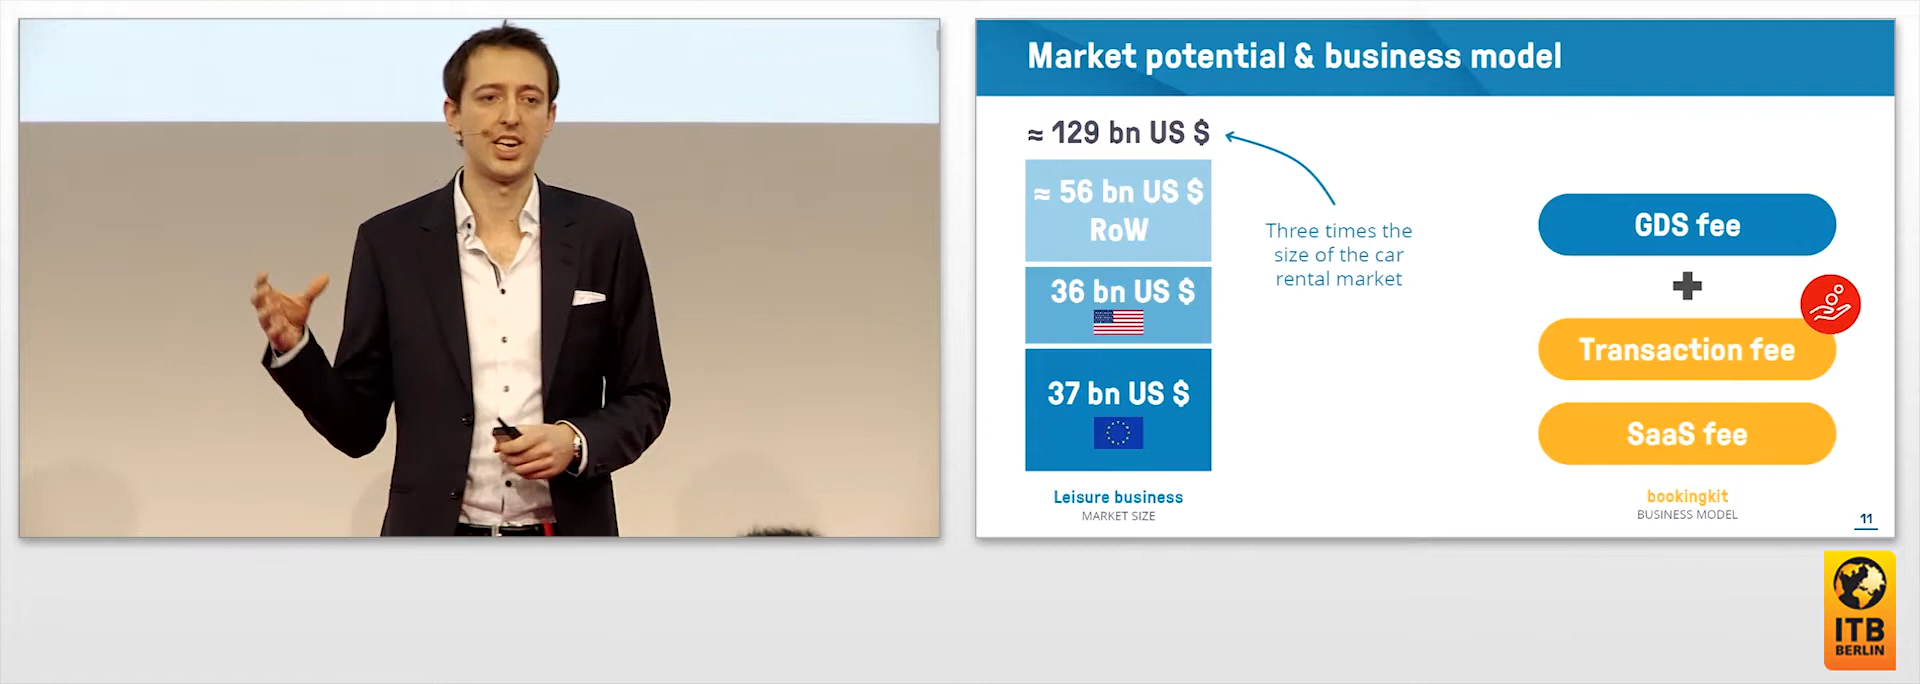 Market potential & business model
≈ 129 bn US $
≈ 56 bn US $
RoW
36 bn US $
37 bn US $
Leisure business
MARKET SIZE
Three times the
size of the car
rental market
GDS fee
Transaction fee
SaaS fee
bookingkit
BUSINESS MODEL
11
ITB
BERLIN